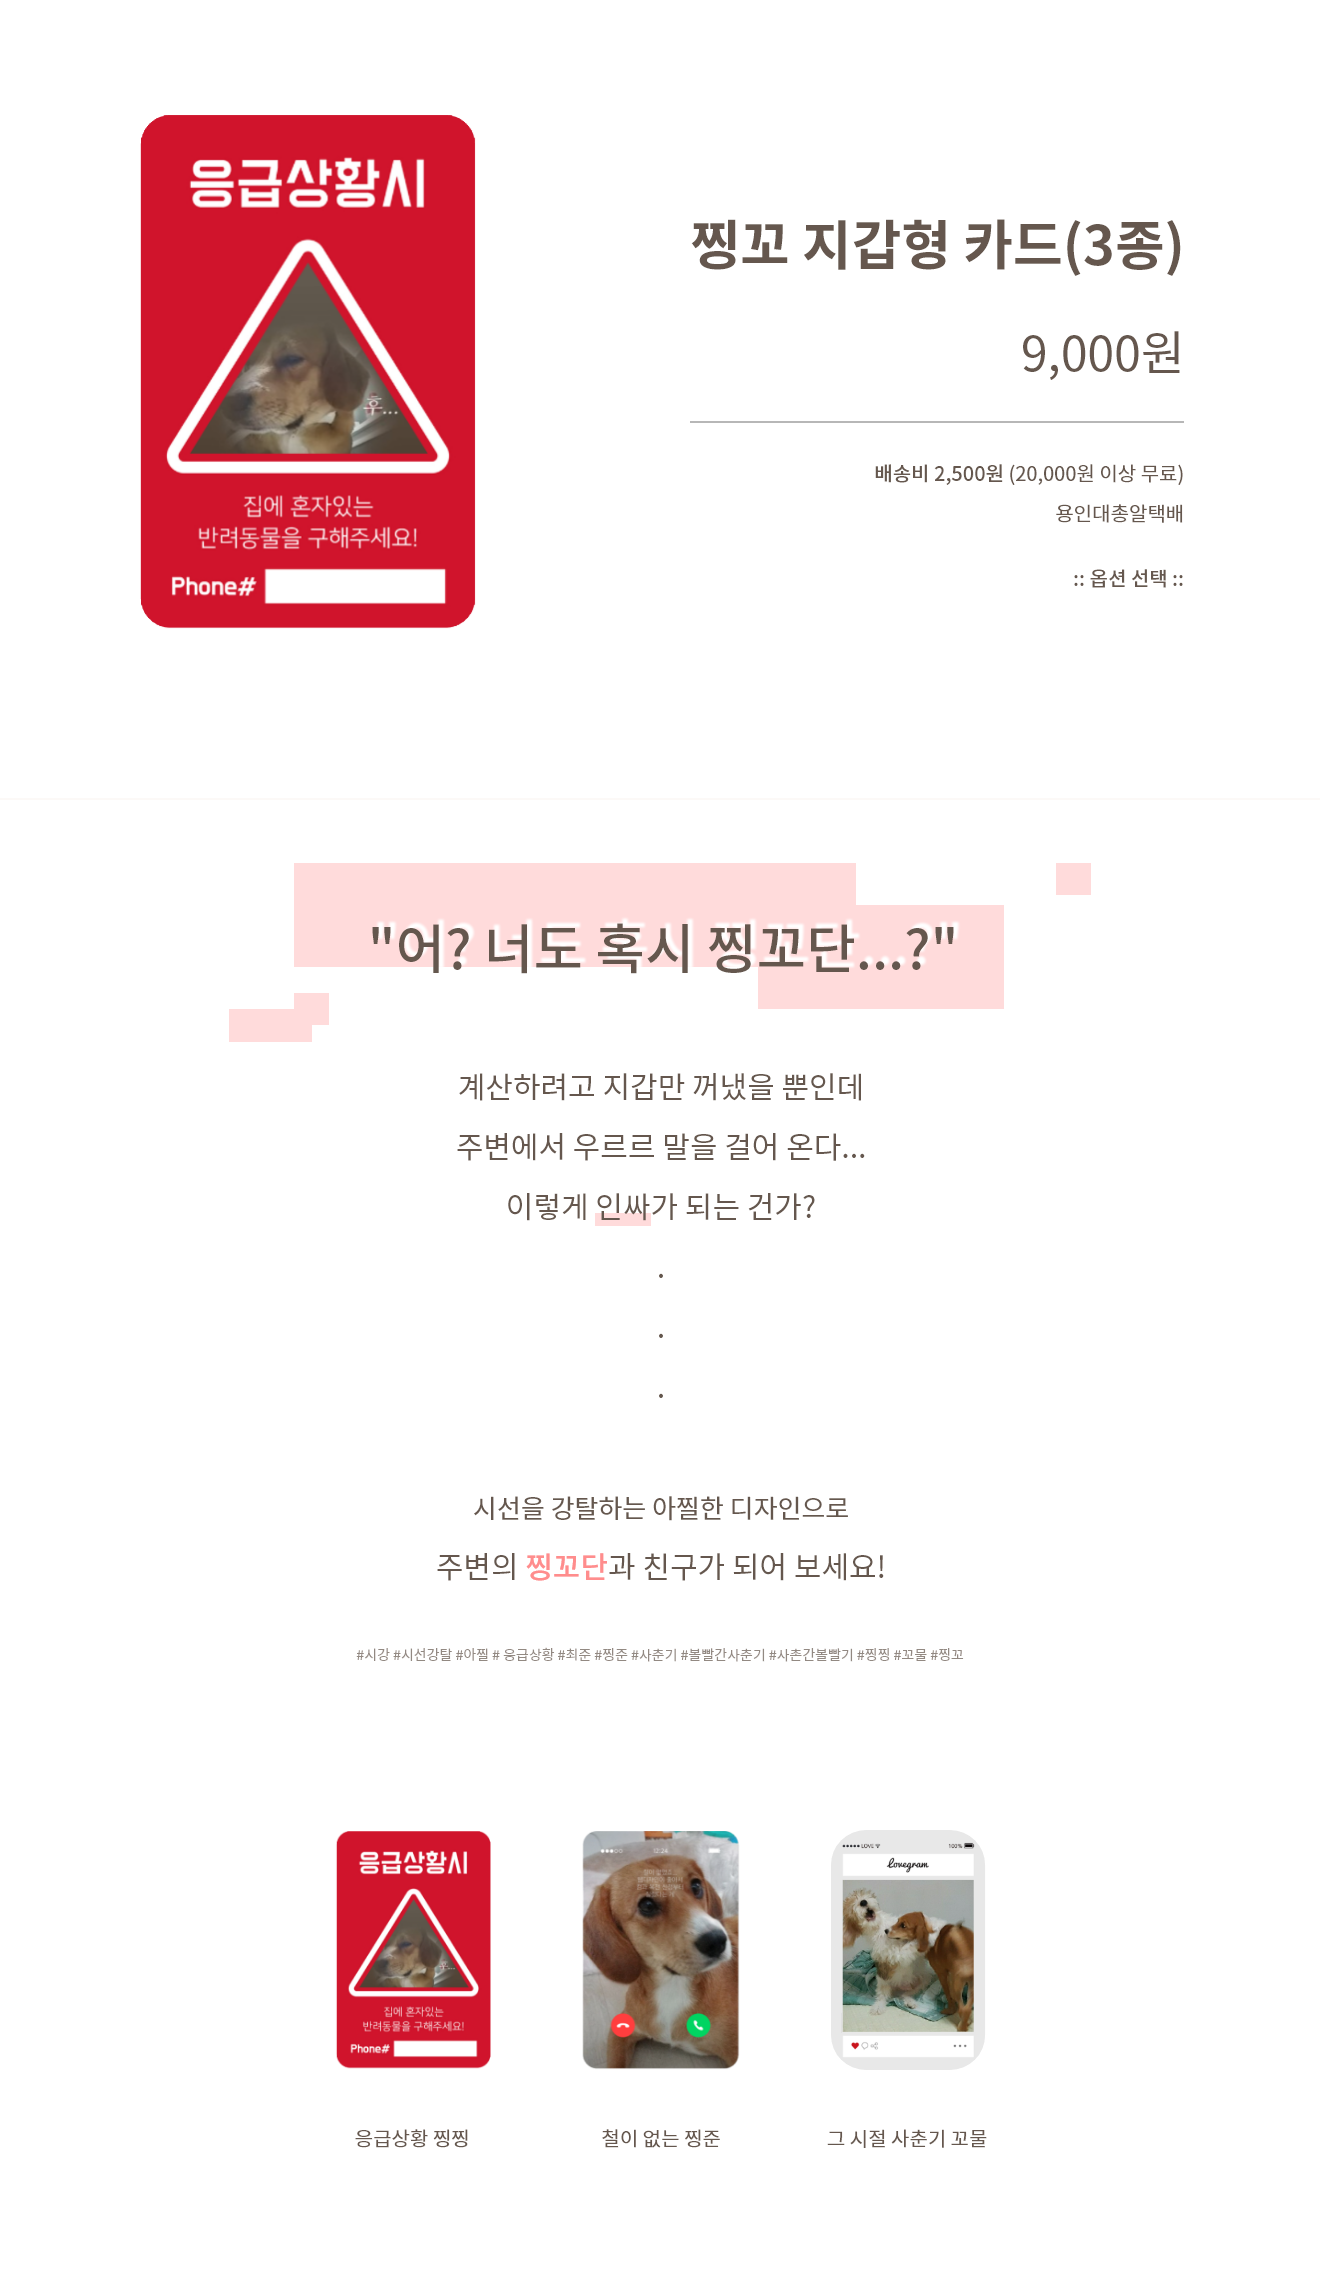 응급상황시
후...
집에 혼자있는
반려동물을 구해주세요!
Phone#
찡꼬 지갑형 카드(3종)
9,000원
배송비 2,500원 (20,000원 이상 무료)
용인대총알택배
:: 옵션 선택 ::
"어? 너도 혹시 찡꼬단...?"
계산하려고 지갑만 꺼냈을 뿐인데
주변에서 우르르 말을 걸어 온다...
이렇게 인싸가 되는 건가?
.
.
.
시선을 강탈하는 아찔한 디자인으로
주변의 찡꼬단과 친구가 되어 보세요!
#시강 #시선강탈 #아찔 # 응급상황 #최준 #찡준 #사춘기 #볼빨간사춘기 #사촌간볼빨기 #찡찡 #꼬물 #찡꼬
응급상황시
후...
집에 혼자있는
반려동물을 구해주세요!
Phone#
12:24
LOVE
100%
Lovegram
응급상황 찡찡
철이 없는 찡준
그 시절 사춘기 꼬물